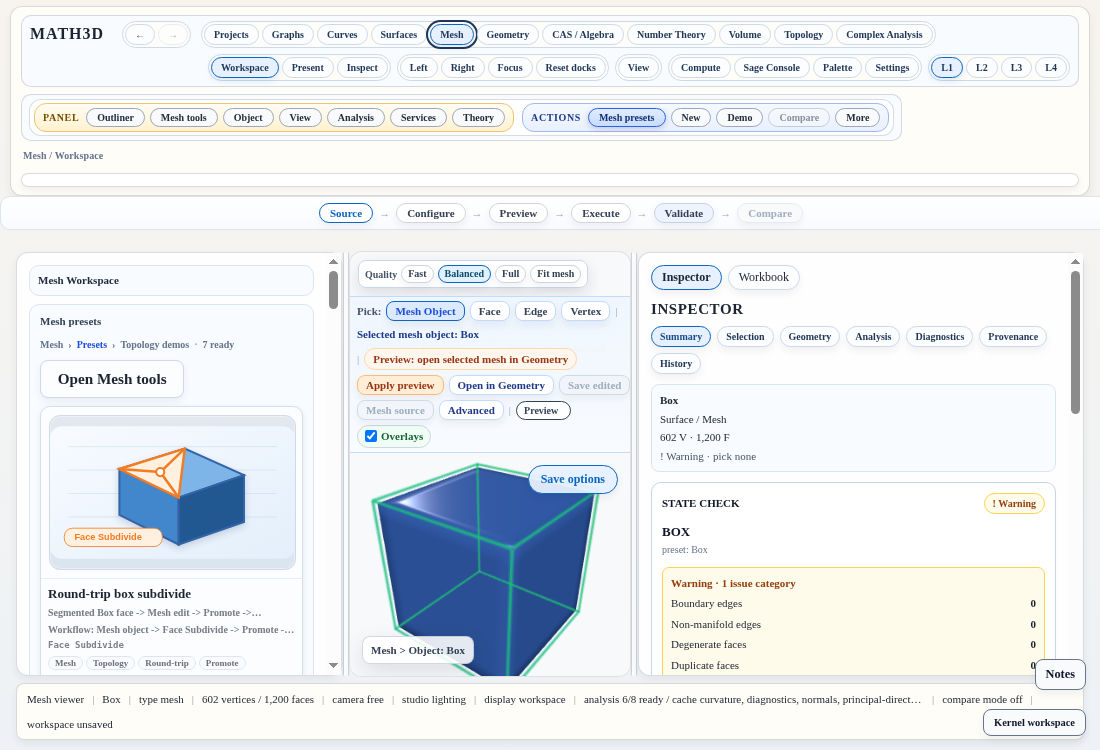 MATH3D ← → Projects Graphs Curves Surfaces Mesh Geometry CAS / Algebra Number Theory Volume Topology Complex Analysis
Workspace Present Inspect Left Right Focus Reset docks View Compute Sage Console Palette Settings L1 L2 L3 L4
PANEL Outliner Mesh tools Object View Analysis Services Theory ACTIONS Mesh presets New Demo Compare More
Mesh / Workspace
Source → Configure → Preview → Execute → Validate → Compare
Mesh Workspace
Mesh presets
Mesh › Presets › Topology demos · 7 ready
Open Mesh tools
Face Subdivide
Round-trip box subdivide
Segmented Box face -> Mesh edit -> Promote ->…
Workflow: Mesh object -> Face Subdivide -> Promote -…
Face Subdivide
Mesh Topology Round-trip Promote
Quality Fast Balanced Full Fit mesh
Pick: Mesh Object Face Edge Vertex |
Selected mesh object: Box
| Preview: open selected mesh in Geometry
Apply preview Open in Geometry Save edited
Mesh source Advanced | Preview
Overlays
Save options
Mesh > Object: Box
Inspector Workbook
INSPECTOR
Summary Selection Geometry Analysis Diagnostics Provenance
History
Box
Surface / Mesh
602 V · 1,200 F
! Warning · pick none
STATE CHECK ! Warning
BOX
preset: Box
Warning · 1 issue category
Boundary edges 0
Non-manifold edges 0
Degenerate faces 0
Duplicate faces 0
Notes
Mesh viewer | Box | type mesh | 602 vertices / 1,200 faces | camera free | studio lighting | display workspace | analysis 6/8 ready / cache curvature, diagnostics, normals, principal-direct… | compare mode off |
workspace unsaved
Kernel workspace